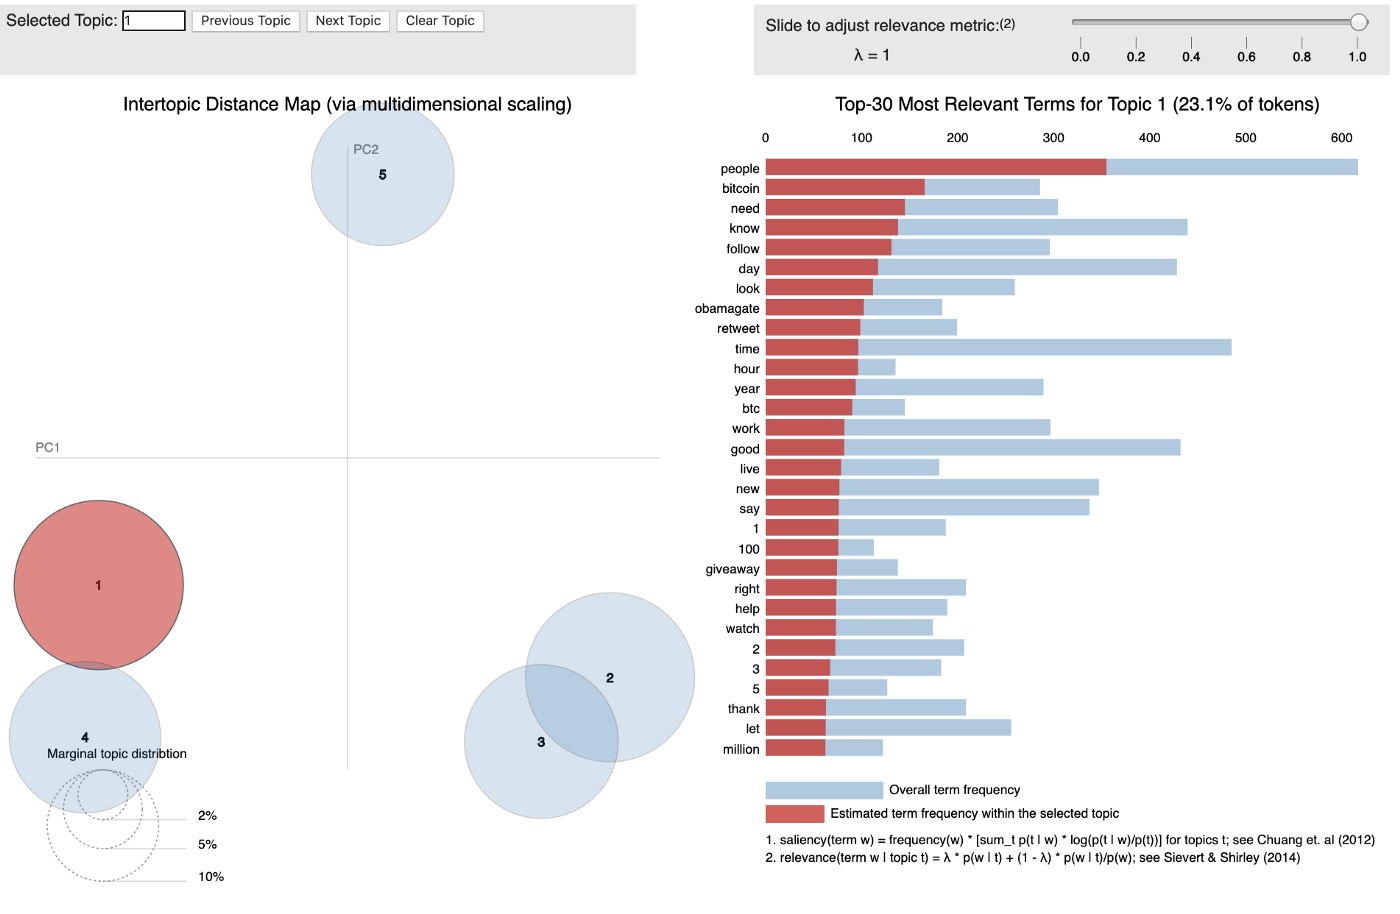 Selected Topic: 1 Previous Topic Next Topic Clear Topic
Slide to adjust relevance metric:(2)
λ = 1
0.0 0.2 0.4 0.6 0.8 1.0
Intertopic Distance Map (via multidimensional scaling)
PC2
5
PC1
1
2
3
4
Marginal topic distribtion
2%
5%
10%
Top-30 Most Relevant Terms for Topic 1 (23.1% of tokens)
0 100 200 300 400 500 600
people
bitcoin
need
know
follow
day
look
obamagate
retweet
time
hour
year
btc
work
good
live
new
say
1
100
giveaway
right
help
watch
2
3
5
thank
let
million
Overall term frequency
Estimated term frequency within the selected topic
1. saliency(term w) = frequency(w) * [sum_t p(t | w) * log(p(t | w)/p(t))] for topics t; see Chuang et. al (2012)
2. relevance(term w | topic t) = λ * p(w | t) + (1 - λ) * p(w | t)/p(w); see Sievert & Shirley (2014)